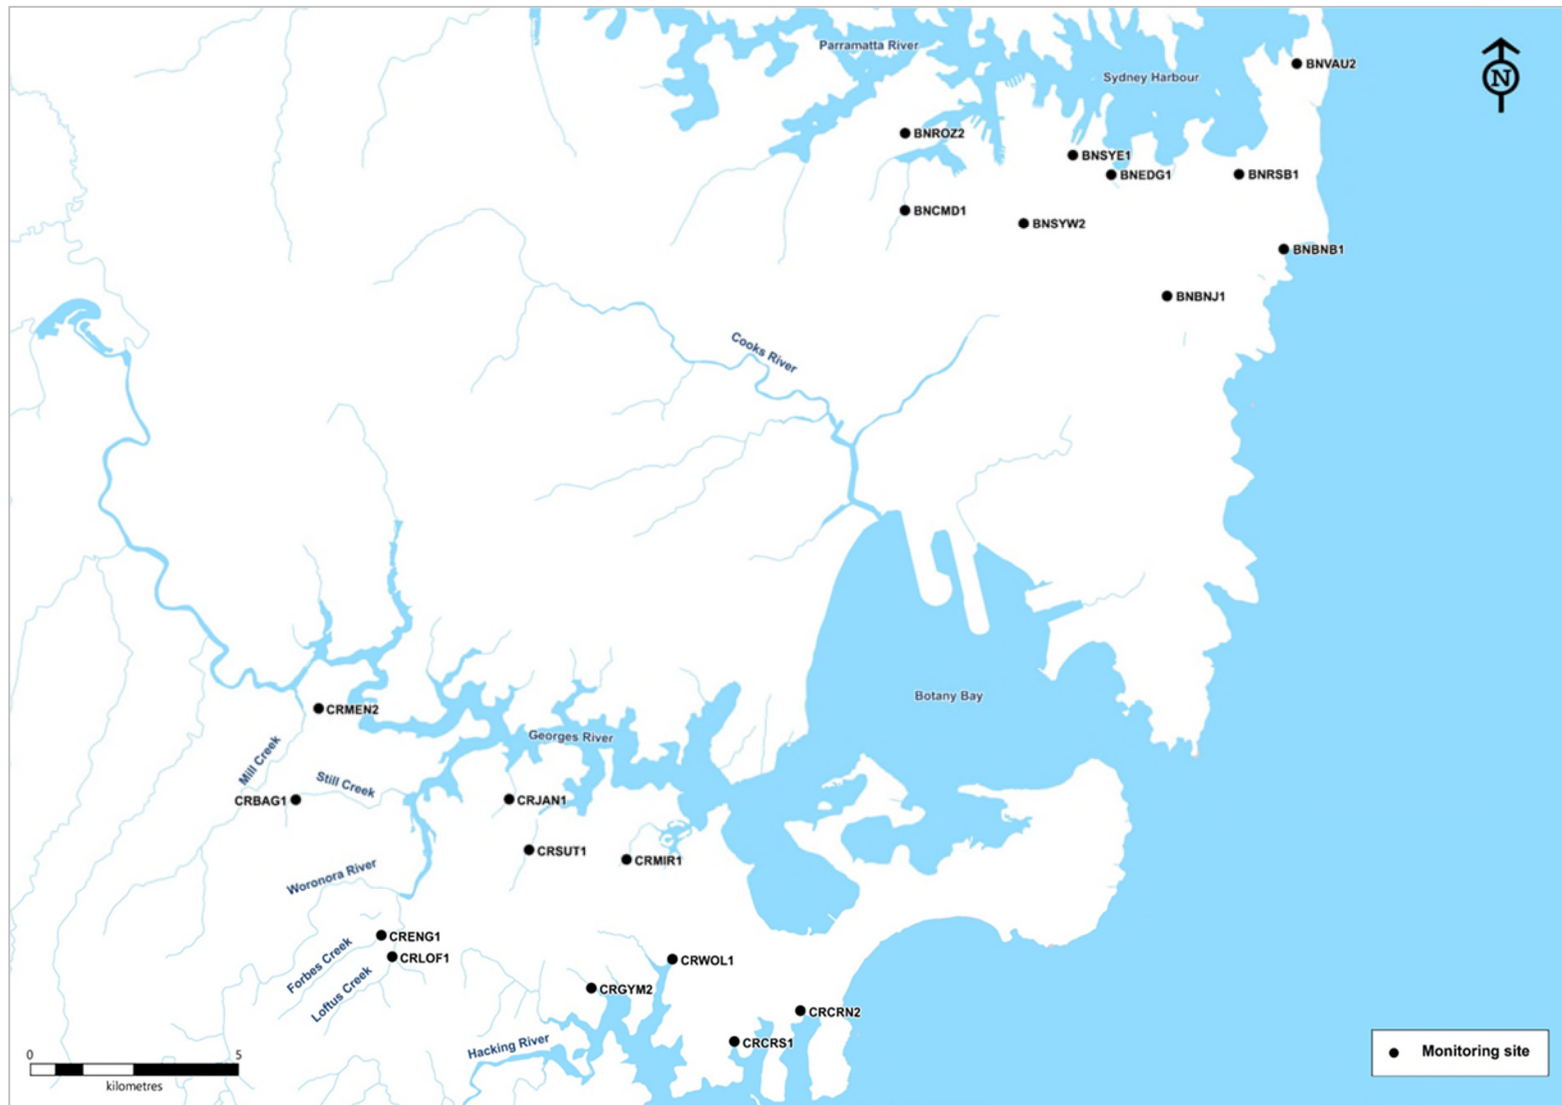 Parramatta River
BNVAU2
Sydney Harbour
N
BNROZ2
BNSYE1
BNEDG1
BNRSB1
BNCMD1
BNSYW2
BNBNB1
BNBNJ1
Cooks River
Botany Bay
CRMEN2
Georges River
Mill Creek
Still Creek
CRBAG1
CRJAN1
CRSUT1
CRMIR1
Woronora River
CRENG1
CRLOF1
Forbes Creek
Loftus Creek
CRWOL1
CRGYM2
CRCRN2
CRCRS1
Hacking River
0 5
kilometres
Monitoring site